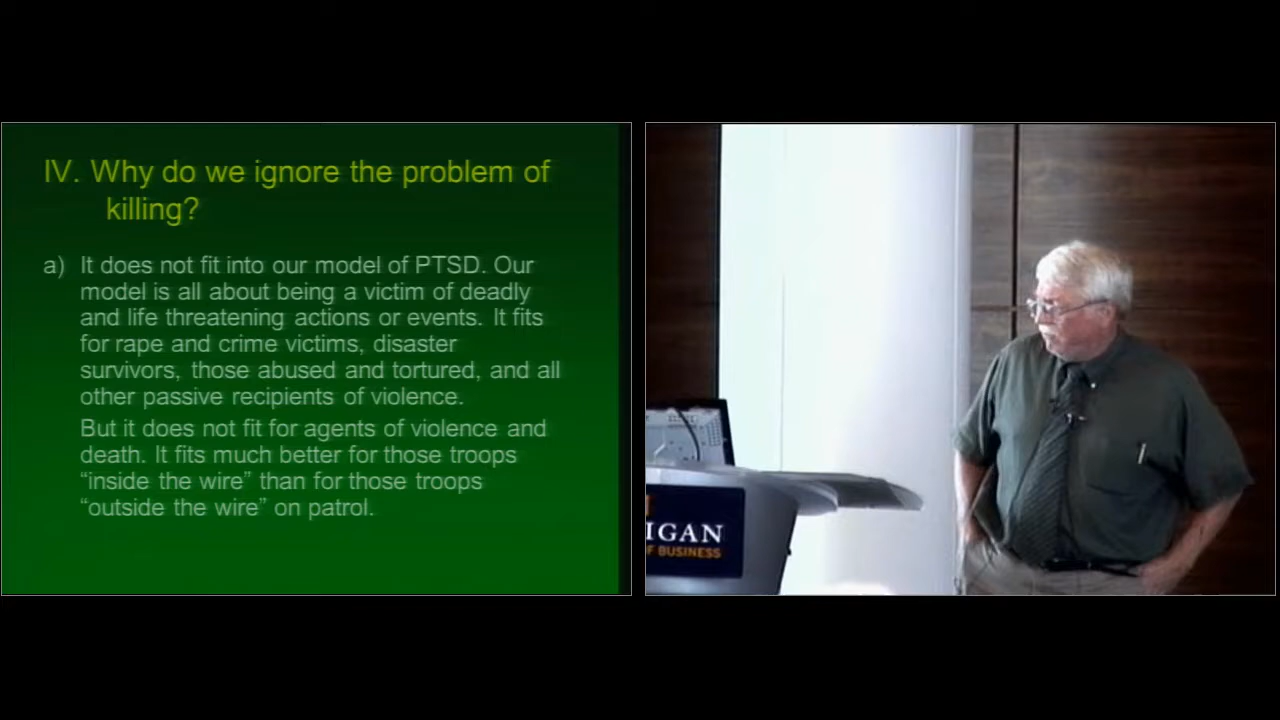 IV. Why do we ignore the problem of
killing?
a) It does not fit into our model of PTSD. Our
model is all about being a victim of deadly
and life threatening actions or events. It fits
for rape and crime victims, disaster
survivors, those abused and tortured, and all
other passive recipients of violence.
But it does not fit for agents of violence and
death. It fits much better for those troops
“inside the wire” than for those troops
“outside the wire” on patrol.
IGAN
F BUSINESS